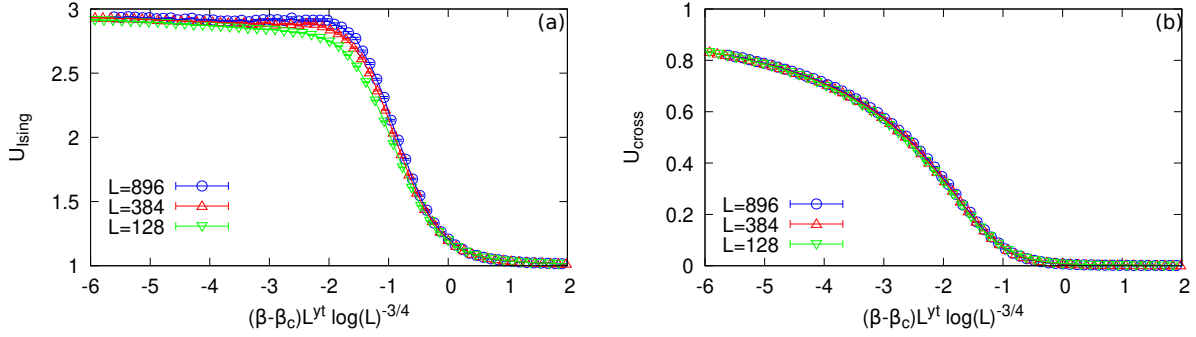 (a)
U_Ising
3
2.5
2
1.5
1
L=896
L=384
L=128
-6 -5 -4 -3 -2 -1 0 1 2
(β-β_c)L^yt log(L)^-3/4
(b)
U_cross
1
0.8
0.6
0.4
0.2
0
L=896
L=384
L=128
-6 -5 -4 -3 -2 -1 0 1 2
(β-β_c)L^yt log(L)^-3/4